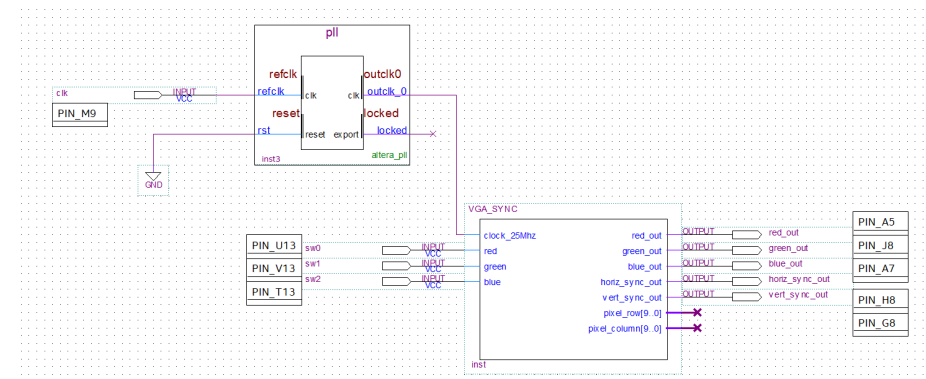 pll
refclk
outclk0
clk
INPUT
VCC
refclk
clk
clk
outclk_0
PIN_M9
reset
locked
rst
reset
export
locked
inst3
altera_pll
GND
VGA_SYNC
PIN_U13
sw0
INPUT
VCC
PIN_V13
sw1
INPUT
VCC
PIN_T13
sw2
INPUT
VCC
clock_25Mhz
red
green
blue
red_out
green_out
blue_out
horiz_sync_out
vert_sync_out
pixel_row[9..0]
pixel_column[9..0]
inst
OUTPUT
red_out
OUTPUT
green_out
OUTPUT
blue_out
OUTPUT
horiz_sync_out
OUTPUT
vert_sync_out
PIN_A5
PIN_J8
PIN_A7
PIN_H8
PIN_G8